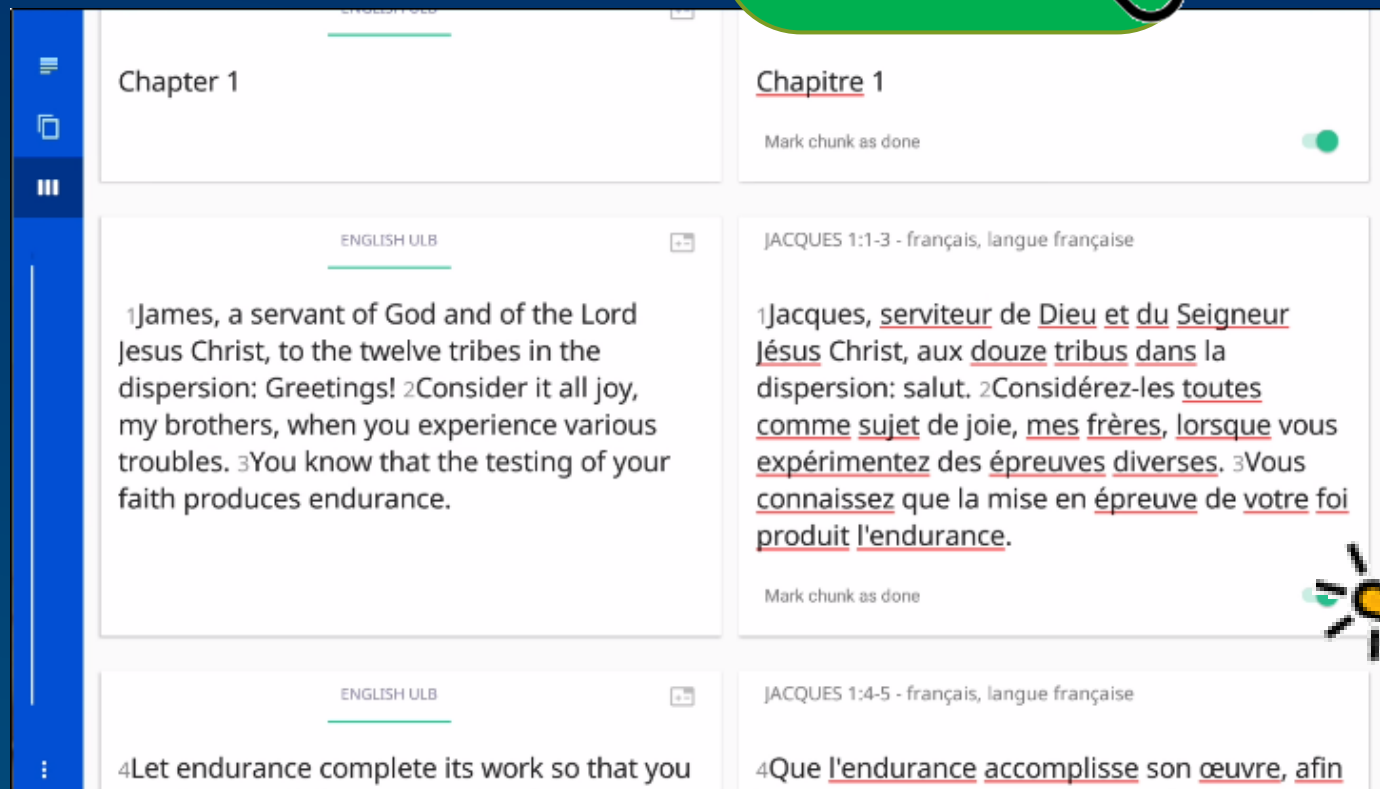 ENGLISH ULB
Chapter 1
Chapitre 1
Mark chunk as done
ENGLISH ULB
1James, a servant of God and of the Lord
Jesus Christ, to the twelve tribes in the
dispersion: Greetings! 2Consider it all joy,
my brothers, when you experience various
troubles. 3You know that the testing of your
faith produces endurance.
JACQUES 1:1-3 - français, langue française
1Jacques, serviteur de Dieu et du Seigneur
Jésus Christ, aux douze tribus dans la
dispersion: salut. 2Considérez-les toutes
comme sujet de joie, mes frères, lorsque vous
expérimentez des épreuves diverses. 3Vous
connaissez que la mise en épreuve de votre foi
produit l'endurance.
Mark chunk as done
ENGLISH ULB
4Let endurance complete its work so that you
JACQUES 1:4-5 - français, langue française
4Que l'endurance accomplisse son œuvre, afin